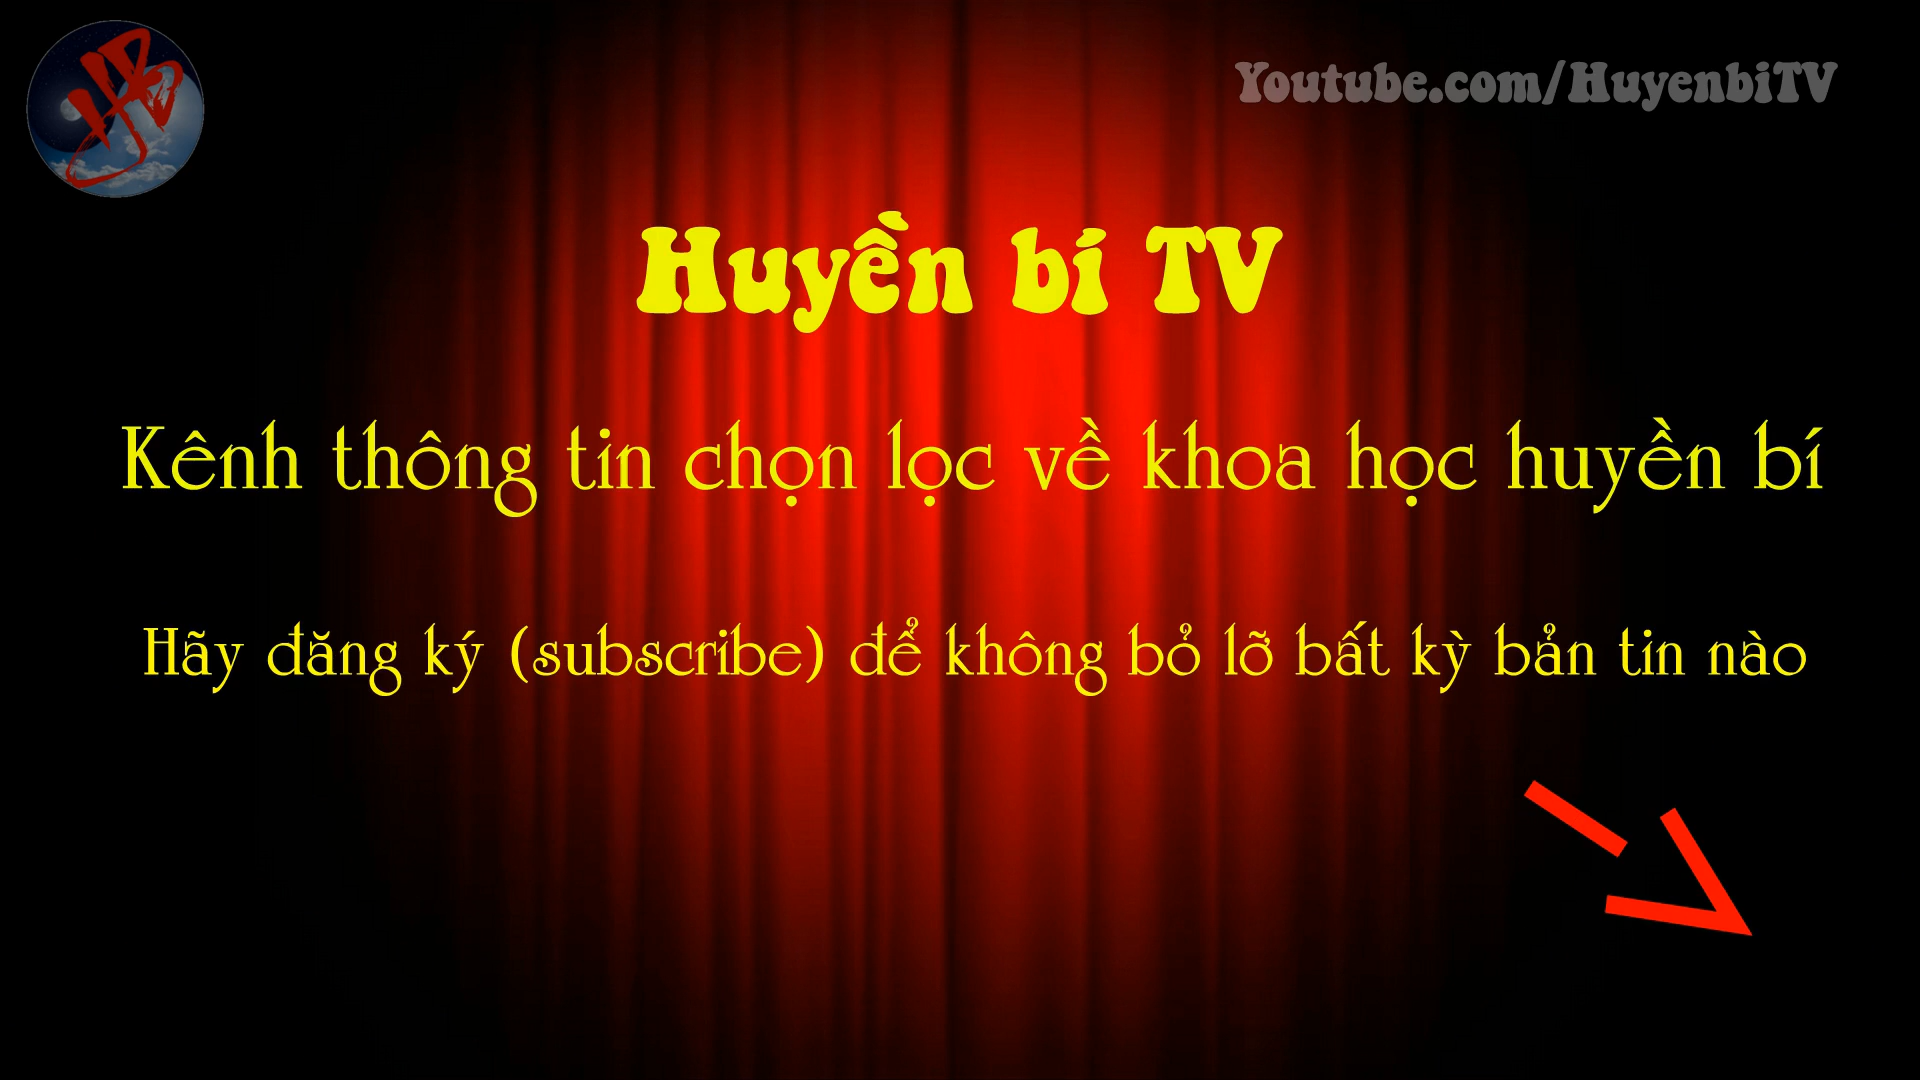 Youtube.com/HuyenbiTV
Huyền bí TV
Kênh thông tin chọn lọc về khoa học huyền bí
Hãy đăng ký (subscribe) để không bỏ lỡ bất kỳ bản tin nào